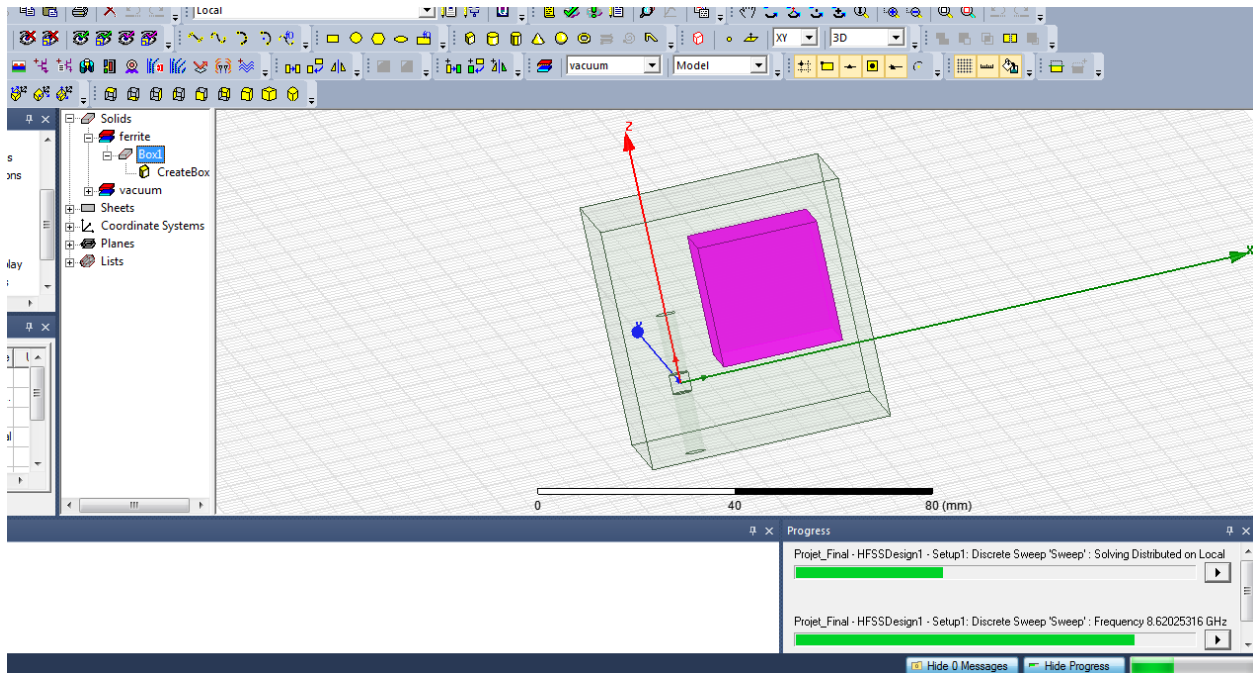 Local
XY
3D
vacuum
Model
Solids
ferrite
Box1
CreateBox
vacuum
Sheets
Coordinate Systems
Planes
Lists
s
ons
lay
Z
X
0
40
80 (mm)
Progress
Projet_Final - HFSSDesign1 - Setup1: Discrete Sweep 'Sweep' : Solving Distributed on Local
Projet_Final - HFSSDesign1 - Setup1: Discrete Sweep 'Sweep' : Frequency 8.62025316 GHz
Hide 0 Messages
Hide Progress